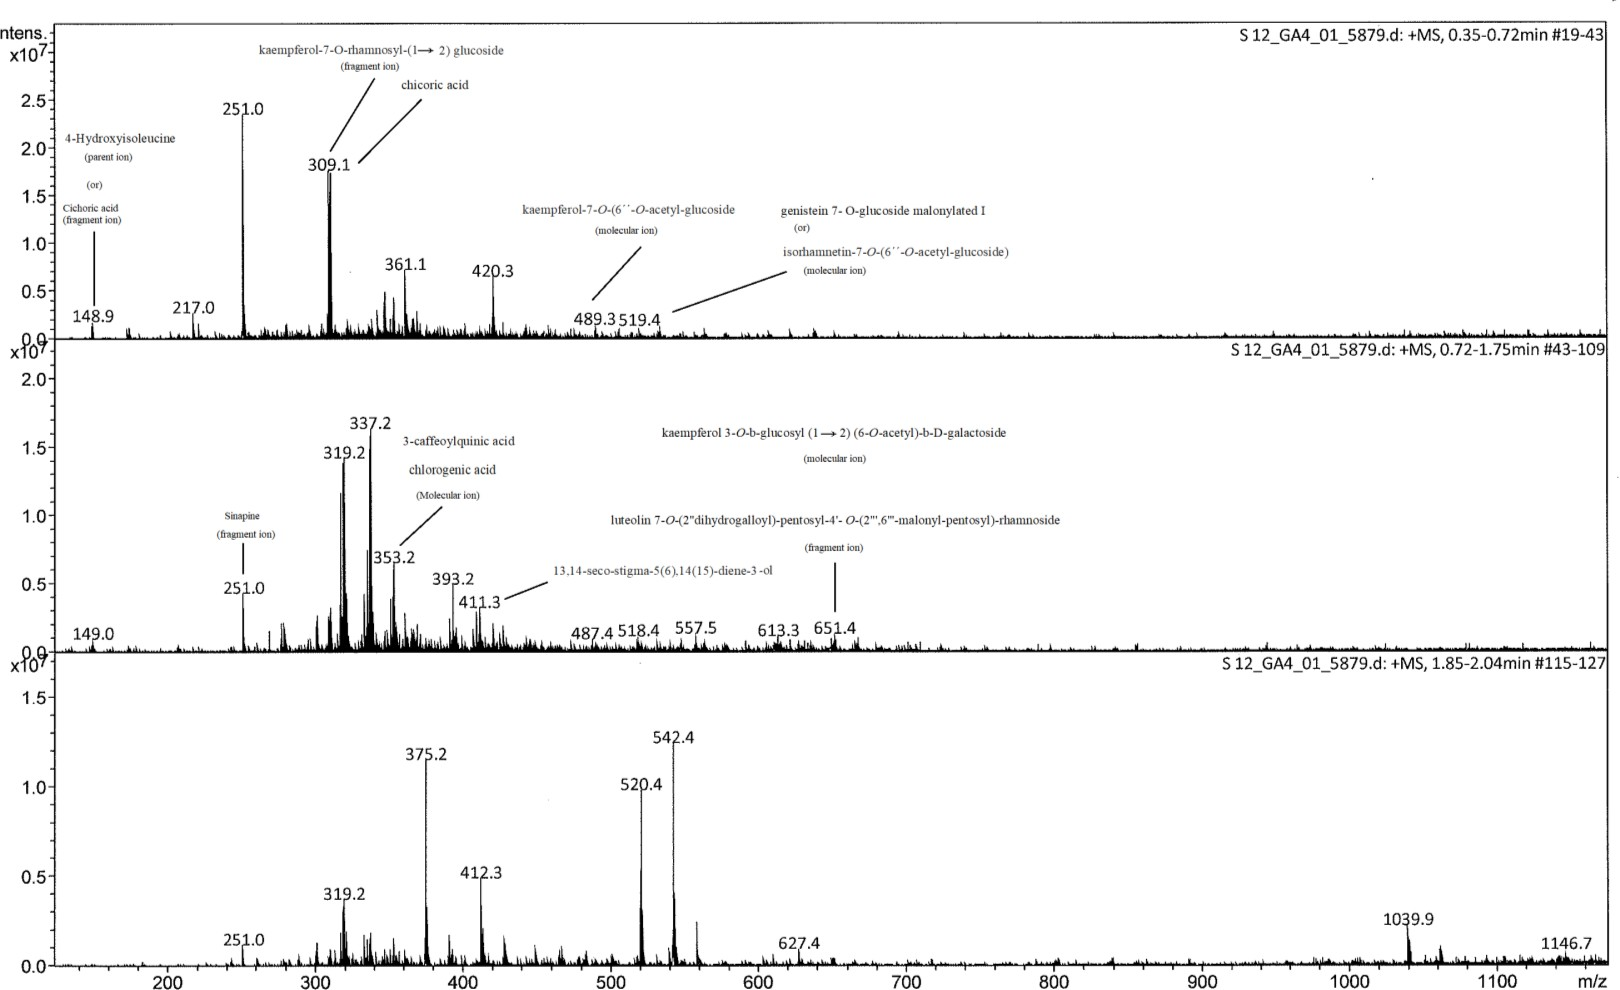 ntens.
x10⁷
S 12_GA4_01_5879.d: +MS, 0.35-0.72min #19-43
kaempferol-7-O-rhamnosyl-(1→ 2) glucoside
(fragment ion)
chicoric acid
2.5
251.0
4-Hydroxyisoleucine
(parent ion)
2.0
309.1
(or)
1.5
Cichoric acid
(fragment ion)
kaempferol-7-O-(6´´-O-acetyl-glucoside
(molecular ion)
genistein 7- O-glucoside malonylated I
(or)
isorhamnetin-7-O-(6´´-O-acetyl-glucoside)
(molecular ion)
1.0
361.1
420.3
0.5
148.9
217.0
489.3
519.4
0.0
x10⁷
S 12_GA4_01_5879.d: +MS, 0.72-1.75min #43-109
2.0
337.2
3-caffeoylquinic acid
kaempferol 3-O-b-glucosyl (1→ 2) (6-O-acetyl)-b-D-galactoside
(molecular ion)
1.5
319.2
chlorogenic acid
(Molecular ion)
1.0
Sinapine
(fragment ion)
luteolin 7-O-(2"dihydrogalloyl)-pentosyl-4'- O-(2"',6"'-malonyl-pentosyl)-rhamnoside
(fragment ion)
353.2
13,14-seco-stigma-5(6),14(15)-diene-3 -ol
0.5
251.0
393.2
411.3
149.0
487.4
518.4
557.5
613.3
651.4
0.0
x10⁷
S 12_GA4_01_5879.d: +MS, 1.85-2.04min #115-127
1.5
375.2
542.4
1.0
520.4
0.5
412.3
319.2
251.0
627.4
1039.9
1146.7
0.0
200 300 400 500 600 700 800 900 1000 1100 m/z